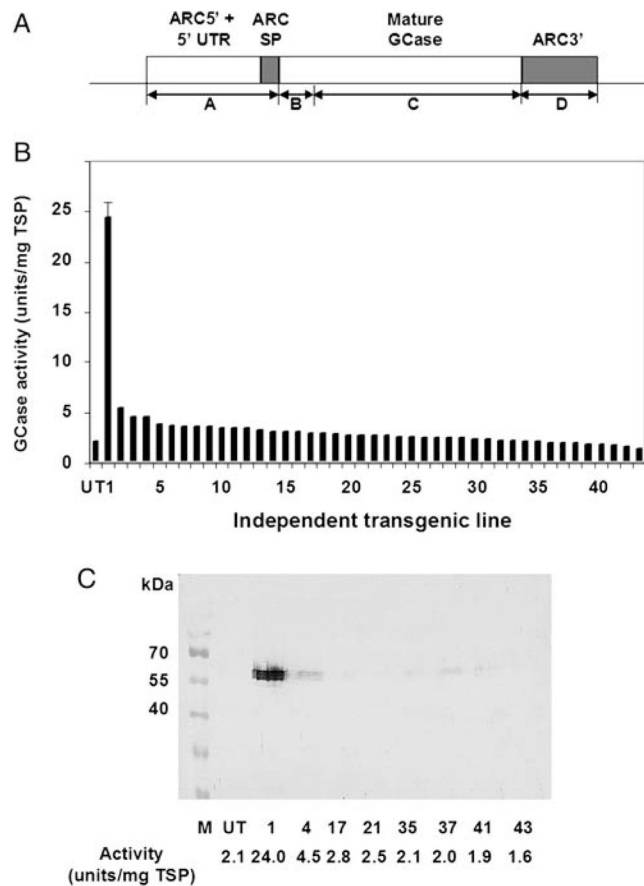 A
ARC5' + 5' UTR
ARC SP
Mature GCase
ARC3'
A B C D
B
GCase activity (units/mg TSP)
25
20
15
10
5
0
UT1 5 10 15 20 25 30 35 40
Independent transgenic line
C
kDa
70
55
40
M UT 1 4 17 21 35 37 41 43
Activity 2.1 24.0 4.5 2.8 2.5 2.1 2.0 1.9 1.6
(units/mg TSP)